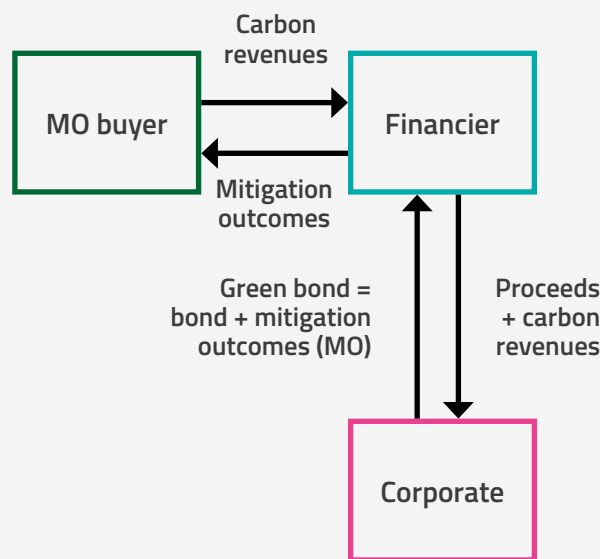 Carbon
revenues
MO buyer
Financier
Mitigation
outcomes
Green bond =
bond + mitigation
outcomes (MO)
Proceeds
+ carbon
revenues
Corporate